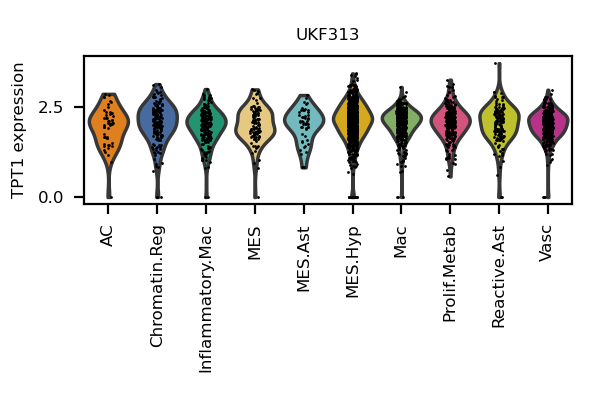 UKF313
TPT1 expression
2.5
0.0
AC
Chromatin.Reg
Inflammatory.Mac
MES
MES.Ast
MES.Hyp
Mac
Prolif.Metab
Reactive.Ast
Vasc